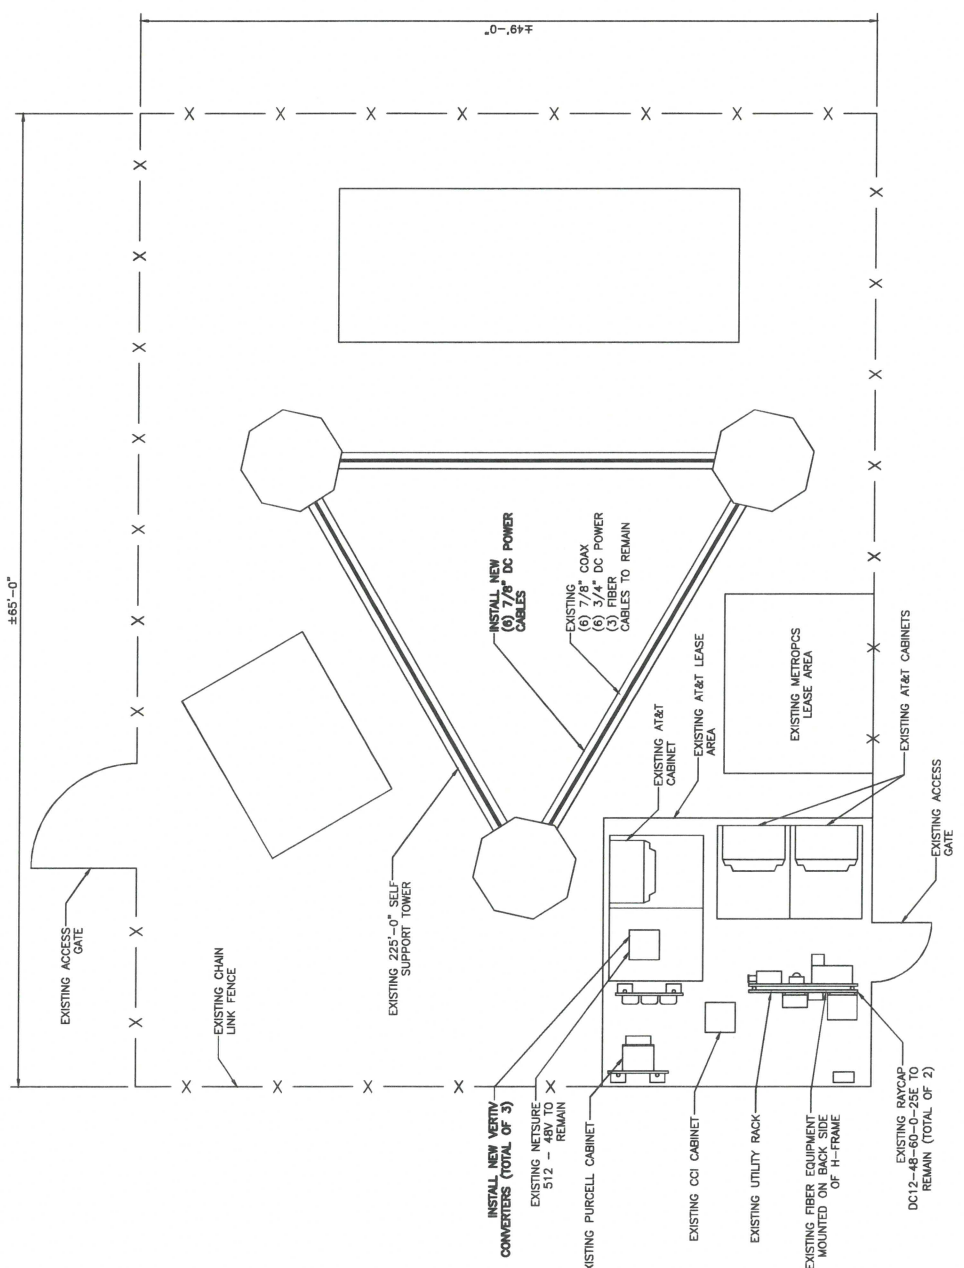 ±49'-0"
±65'-0"
EXISTING ACCESS
GATE
EXISTING CHAIN
LINK FENCE
EXISTING 225'-0" SELF
SUPPORT TOWER
INSTALL NEW
(6) 7/8" DC POWER
CABLES
EXISTING
(6) 7/8" COAX
(6) 3/4" DC POWER
(3) FIBER
CABLES TO REMAIN
EXISTING AT&T
CABINET
EXISTING AT&T LEASE
AREA
EXISTING METROPCS
LEASE AREA
EXISTING AT&T CABINETS
EXISTING ACCESS
GATE
INSTALL NEW VERTIV
CONVERTERS (TOTAL OF 3)
EXISTING NETSURE
512 - 48V TO
REMAIN
EXISTING PURCELL CABINET
EXISTING CCI CABINET
EXISTING UTILITY RACK
EXISTING FIBER EQUIPMENT
MOUNTED ON BACK SIDE
OF H-FRAME
EXISTING RAYCAP
DC12-48-60-0-25E TO
REMAIN (TOTAL OF 2)